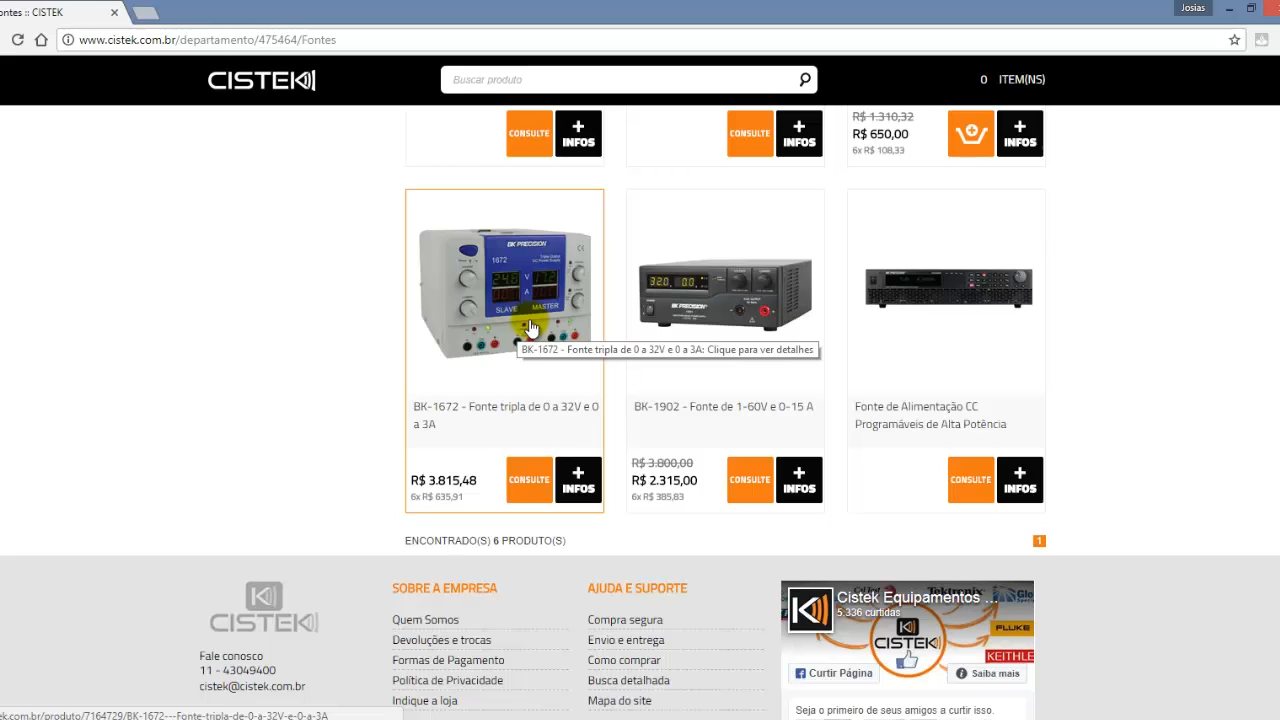 ontes :: CISTEK
Josias
www.cistek.com.br/departamento/475464/Fontes
CISTEK
Buscar produto
0 ITEM(NS)
CONSULTE
+ INFOS
CONSULTE
+ INFOS
R$ 1.310,32
R$ 650,00
6x R$ 108,33
+ INFOS
BK PRECISION
1672
Triple Output
DC Power Supply
V
A
SLAVE
MASTER
BK PRECISION
BK-1672 - Fonte tripla de 0 a 32V e 0 a 3A: Clique para ver detalhes
BK-1672 - Fonte tripla de 0 a 32V e 0
a 3A
BK-1902 - Fonte de 1-60V e 0-15 A
Fonte de Alimentação CC
Programáveis de Alta Potência
R$ 3.815,48
6x R$ 635,91
CONSULTE
+ INFOS
R$ 3.800,00
R$ 2.315,00
6x R$ 385,83
CONSULTE
+ INFOS
CONSULTE
+ INFOS
ENCONTRADO(S) 6 PRODUTO(S)
1
CISTEK
Fale conosco
11 - 43049400
cistek@cistek.com.br
SOBRE A EMPRESA
Quem Somos
Devoluções e trocas
Formas de Pagamento
Política de Privacidade
Indique a loja
AJUDA E SUPORTE
Compra segura
Envio e entrega
Como comprar
Busca detalhada
Mapa do site
Cistek Equipamentos ...
5.336 curtidas
Tektronix
CISTEK
FLUKE
KEITHLE
Curtir Página
Saiba mais
Seja o primeiro de seus amigos a curtir isso.
ek.com.br/produto/7164729/BK-1672---Fonte-tripla-de-0-a-32V-e-0-a-3A